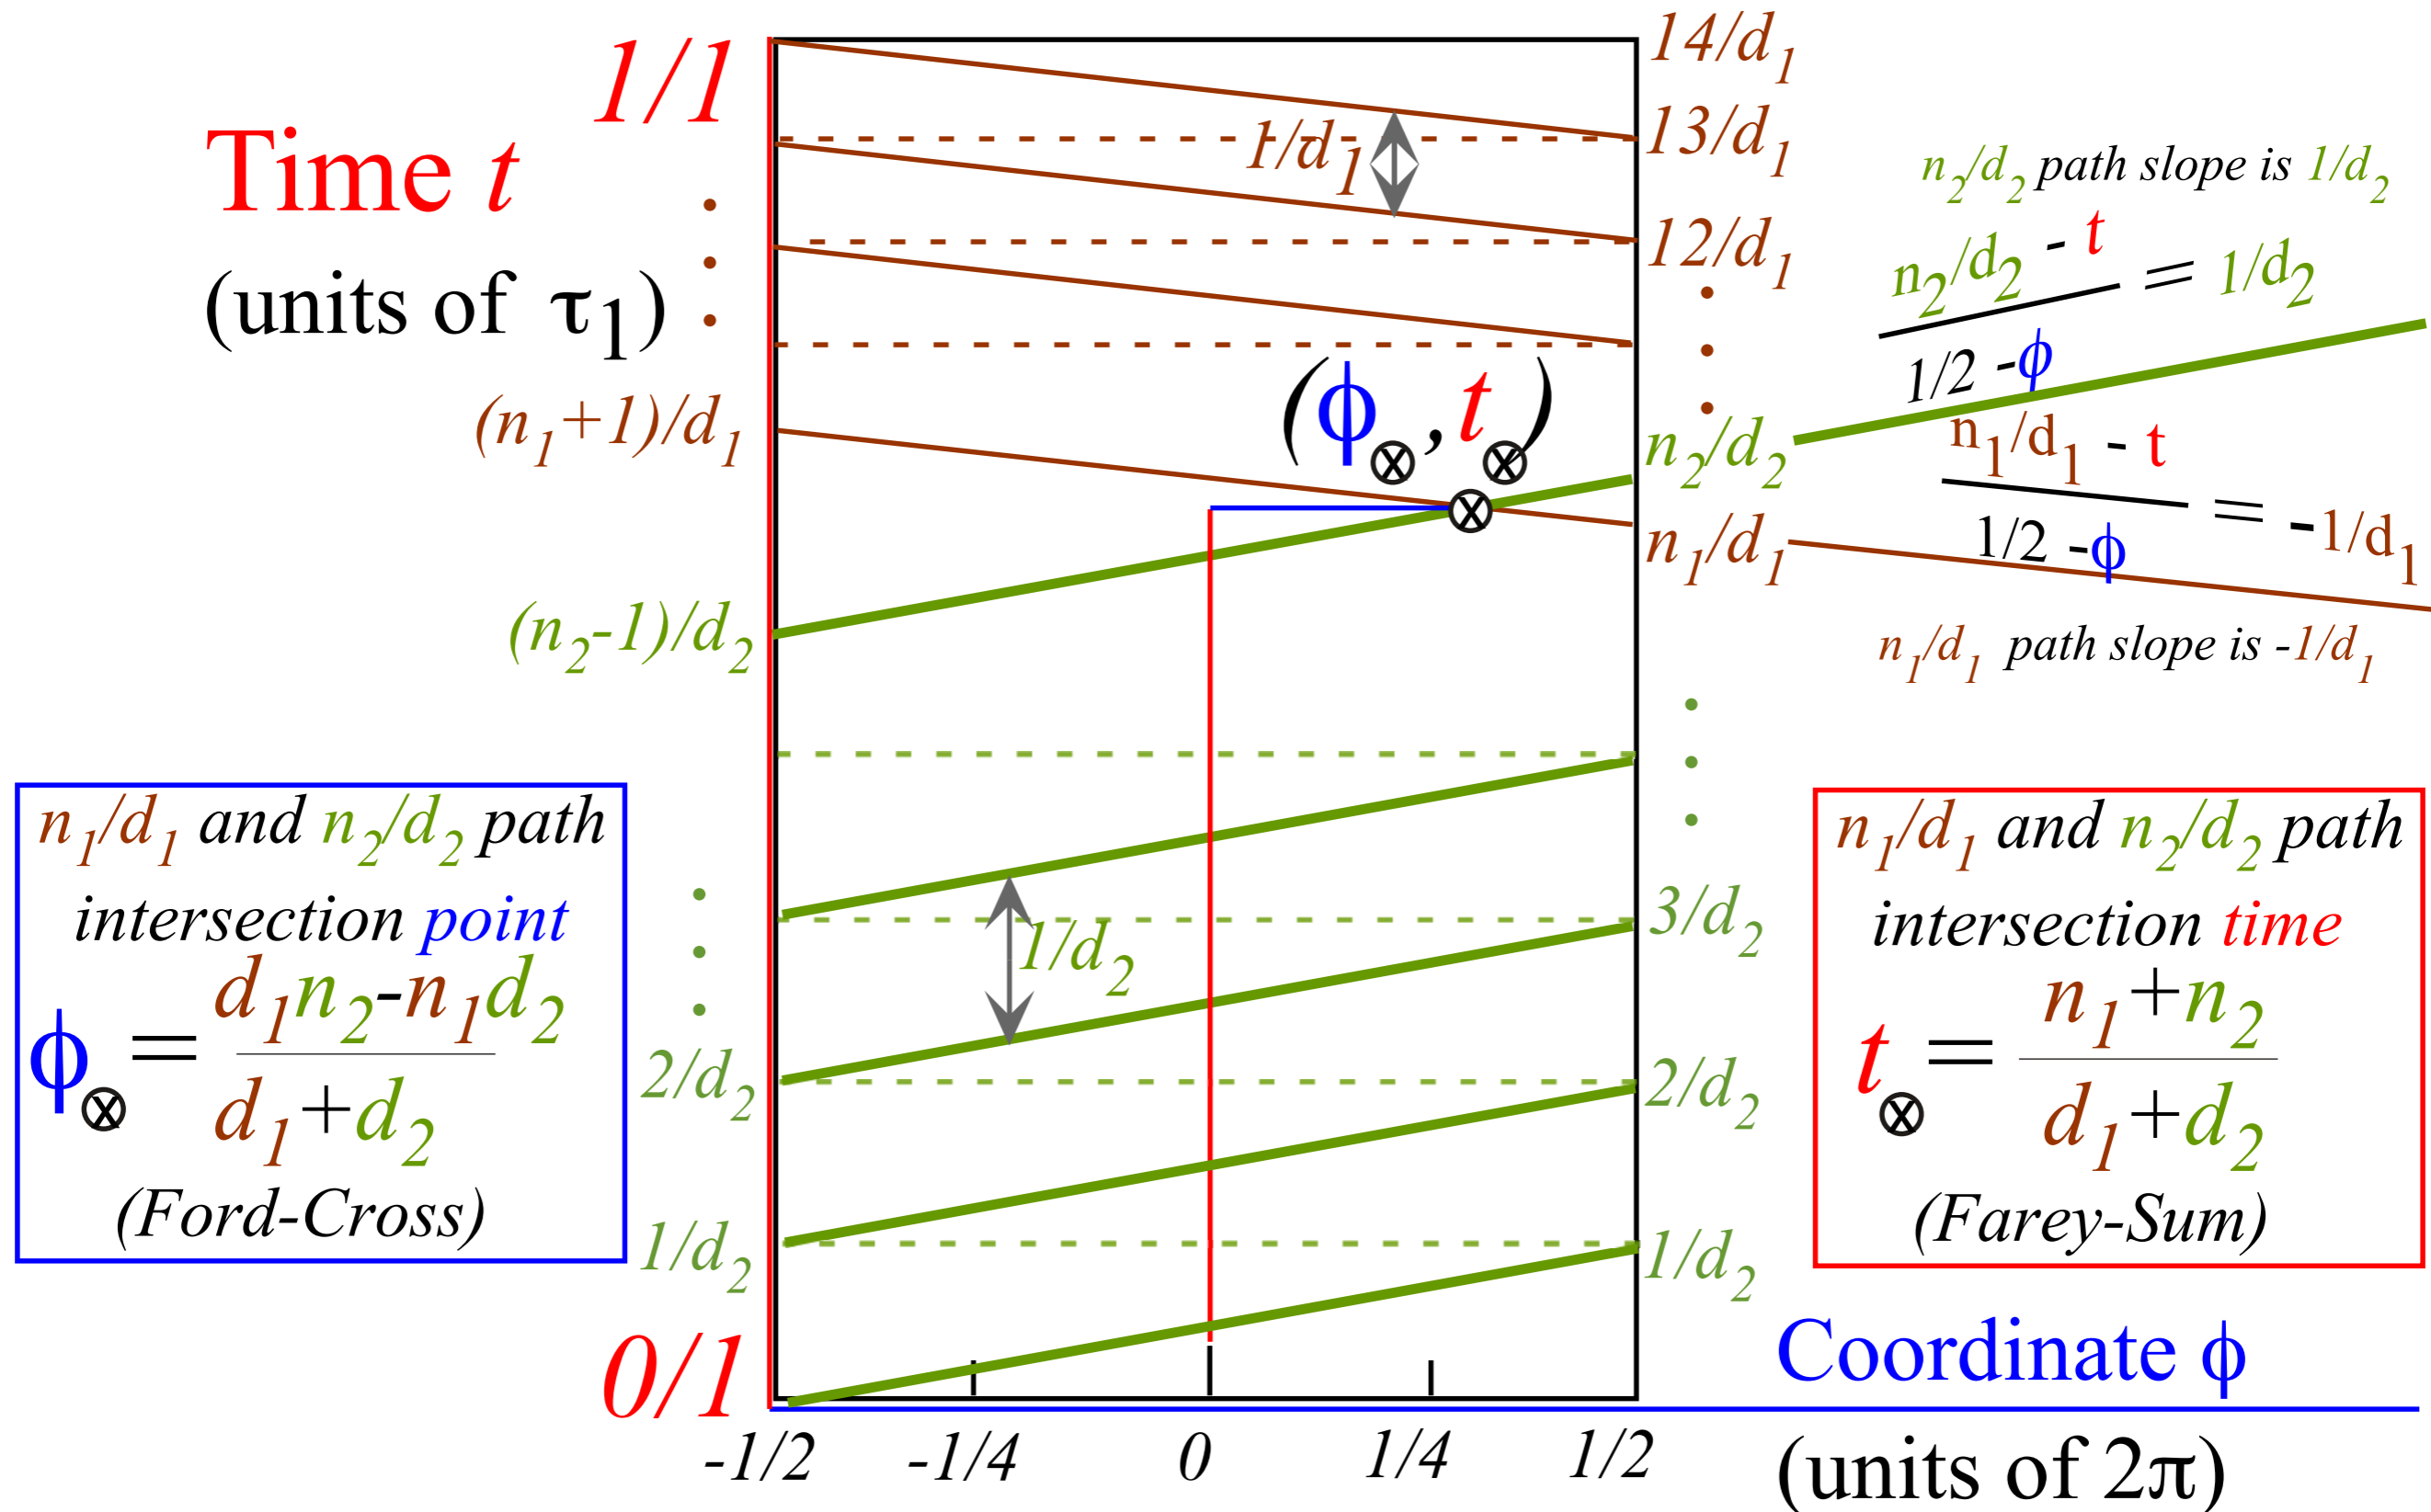 1/1
Time t
(units of τ1)
(n1+1)/d1
(n2-1)/d2
2/d2
1/d2
0/1
14/d1
13/d1
12/d1
1/d1
(ϕ⊗,t⊗)
n2/d2
n1/d1
3/d2
2/d2
1/d2
1/d2
n2/d2 path slope is 1/d2
n2/d2 - t
= 1/d2
1/2 -ϕ
n1/d1 - t
= -1/d1
1/2 -ϕ
n1/d1 path slope is -1/d1
n1/d1 and n2/d2 path
intersection point
d1n2-n1d2
ϕ⊗=
d1+d2
(Ford-Cross)
n1/d1 and n2/d2 path
intersection time
n1+n2
t⊗=
d1+d2
(Farey-Sum)
Coordinate ϕ
(units of 2π)
-1/2 -1/4 0 1/4 1/2